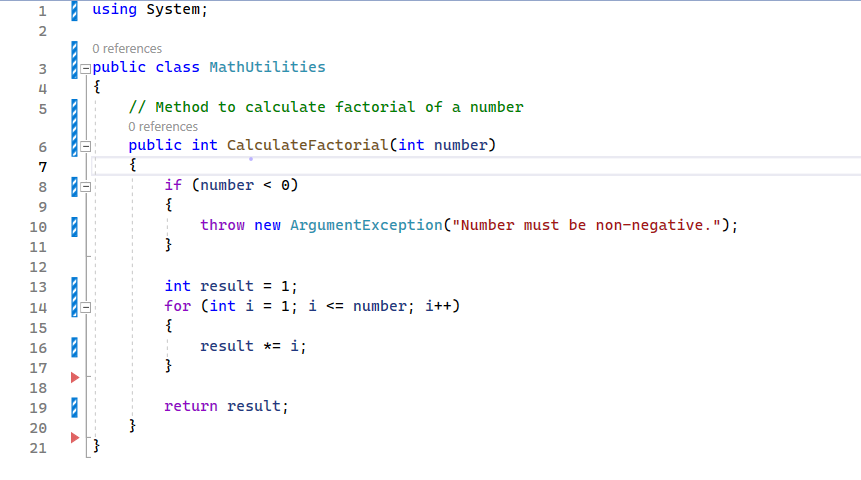 1 using System;
2
0 references
3 public class MathUtilities
4 {
5 // Method to calculate factorial of a number
0 references
6 public int CalculateFactorial(int number)
7 {
8 if (number < 0)
9 {
10 throw new ArgumentException("Number must be non-negative.");
11 }
12
13 int result = 1;
14 for (int i = 1; i <= number; i++)
15 {
16 result *= i;
17 }
18
19 return result;
20 }
21 }